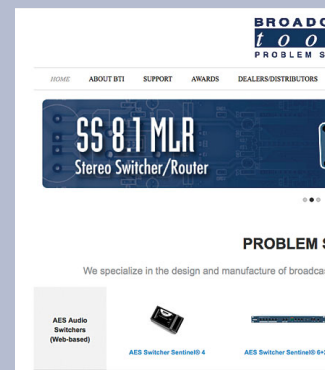 BROADC
too
PROBLEM S
HOME ABOUT BTI SUPPORT AWARDS DEALERS/DISTRIBUTORS
SS 8.1 MLR
Stereo Switcher/Router
PROBLEM S
We specialize in the design and manufacture of broadcas
AES Audio
Switchers
(Web-based)
AES Switcher Sentinel® 4 AES Switcher Sentinel® 6+